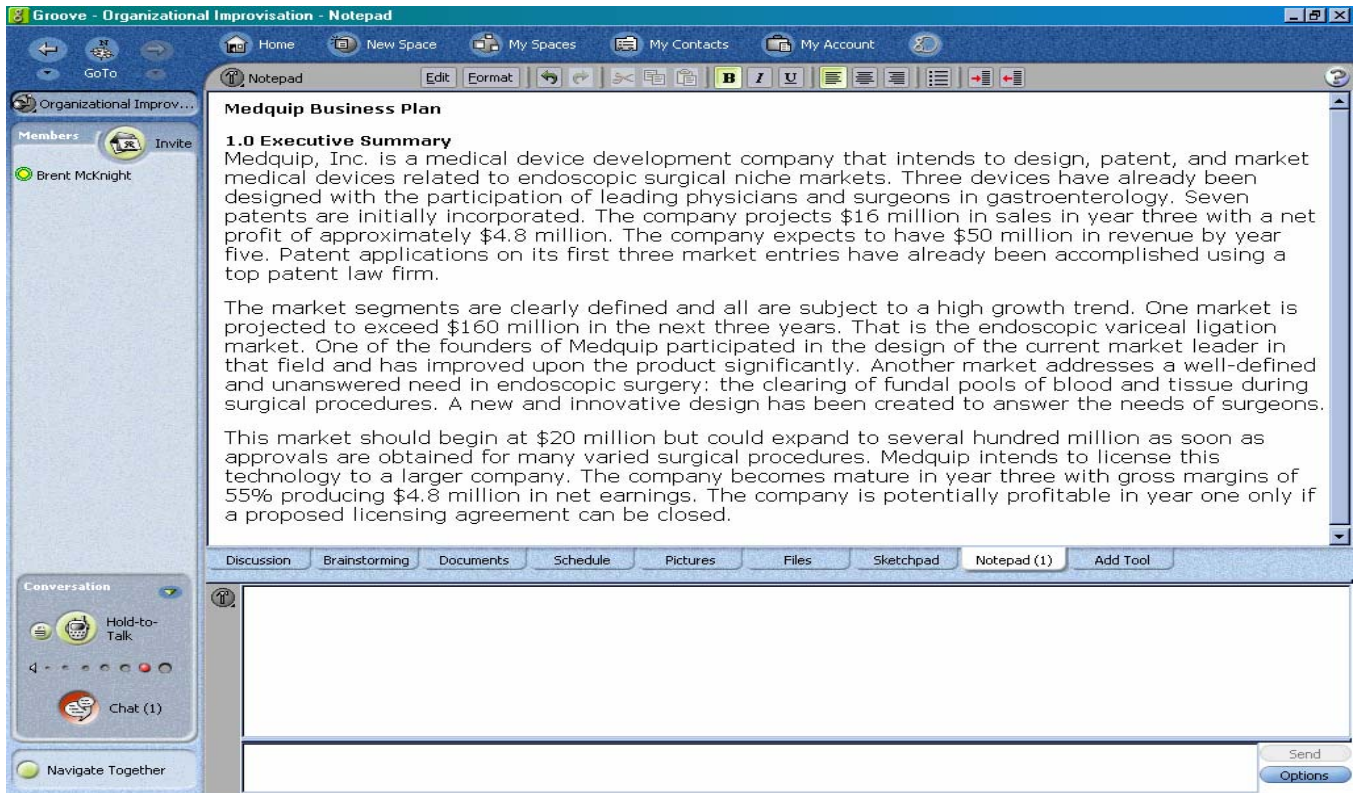 Groove - Organizational Improvisation - Notepad
Home New Space My Spaces My Contacts My Account
N
GoTo
Notepad Edit Format B I U
Organizational Improv...
Members Invite
Brent McKnight
Medquip Business Plan
1.0 Executive Summary
Medquip, Inc. is a medical device development company that intends to design, patent, and market
medical devices related to endoscopic surgical niche markets. Three devices have already been
designed with the participation of leading physicians and surgeons in gastroenterology. Seven
patents are initially incorporated. The company projects $16 million in sales in year three with a net
profit of approximately $4.8 million. The company expects to have $50 million in revenue by year
five. Patent applications on its first three market entries have already been accomplished using a
top patent law firm.
The market segments are clearly defined and all are subject to a high growth trend. One market is
projected to exceed $160 million in the next three years. That is the endoscopic variceal ligation
market. One of the founders of Medquip participated in the design of the current market leader in
that field and has improved upon the product significantly. Another market addresses a well-defined
and unanswered need in endoscopic surgery: the clearing of fundal pools of blood and tissue during
surgical procedures. A new and innovative design has been created to answer the needs of surgeons.
This market should begin at $20 million but could expand to several hundred million as soon as
approvals are obtained for many varied surgical procedures. Medquip intends to license this
technology to a larger company. The company becomes mature in year three with gross margins of
55% producing $4.8 million in net earnings. The company is potentially profitable in year one only if
a proposed licensing agreement can be closed.
Discussion Brainstorming Documents Schedule Pictures Files Sketchpad Notepad (1) Add Tool
Conversation
Hold-to-
Talk
Chat (1)
Navigate Together
Send
Options